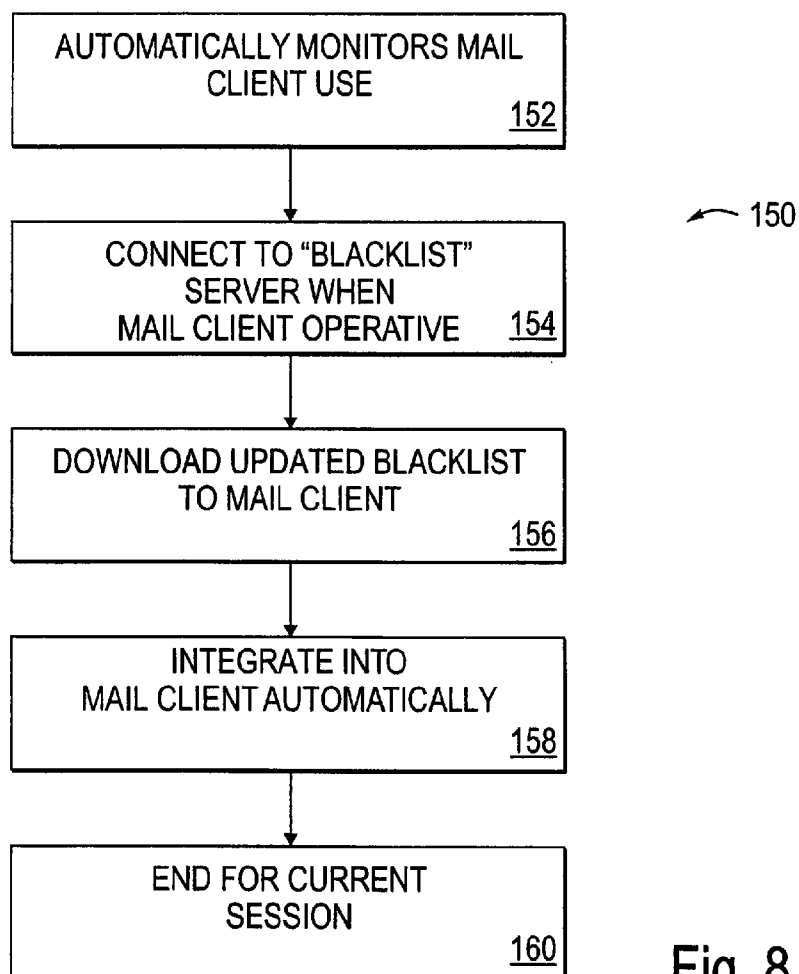 AUTOMATICALLY MONITORS MAIL
CLIENT USE
152
150
CONNECT TO “BLACKLIST”
SERVER WHEN
MAIL CLIENT OPERATIVE
154
DOWNLOAD UPDATED BLACKLIST
TO MAIL CLIENT
156
INTEGRATE INTO
MAIL CLIENT AUTOMATICALLY
158
END FOR CURRENT
SESSION
160
Fig. 8